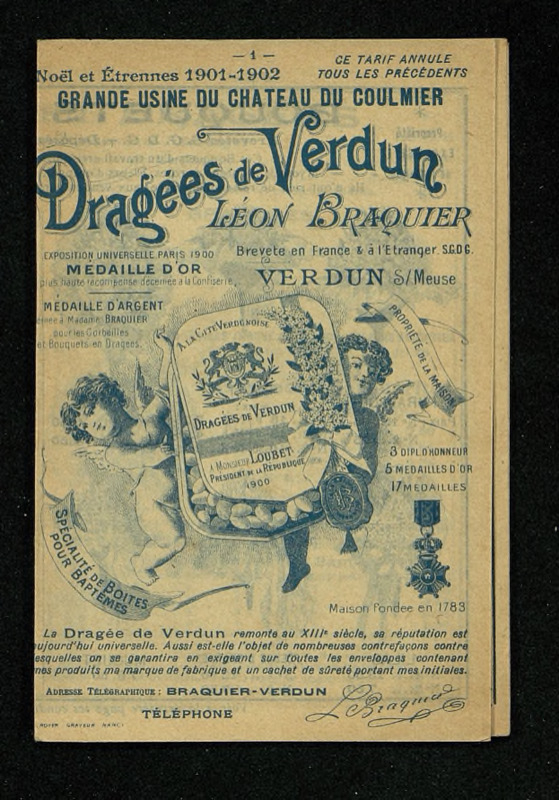 — 1 —
Noël et Étrennes 1901-1902
CE TARIF ANNULE
TOUS LES PRÉCÉDENTS
GRANDE USINE DU CHATEAU DU COULMIER
Dragées de Verdun
LÉON BRAQUIER
EXPOSITION UNIVERSELLE PARIS 1900
MÉDAILLE D'OR
plus haute récompense décernée à la Confiserie
Breveté en France & à l'Etranger. S.G.D.G.
VERDUN S/Meuse
MÉDAILLE D'ARGENT
à Madame BRAQUIER
pour les Corbeilles
et Bouquets en Dragées
PROPRIÉTÉ DE LA MAISON
A LA CITÉ VERDUNOISE
DRAGÉES DE VERDUN
A MONSIEUR LOUBET
PRÉSIDENT DE LA RÉPUBLIQUE
1900
3 DIPL. D'HONNEUR
5 MEDAILLES D'OR
17 MEDAILLES
SPÉCIALITÉ DE BOITES
POUR BAPTÊMES
Maison Fondée en 1783
La Dragée de Verdun remonte au XIIIe siècle, sa réputation est
aujourd'hui universelle. Aussi est-elle l'objet de nombreuses contrefaçons contre
lesquelles on se garantira en exigeant sur toutes les enveloppes contenant
mes produits ma marque de fabrique et un cachet de sûreté portant mes initiales.
ADRESSE TÉLÉGRAPHIQUE : BRAQUIER-VERDUN
TÉLÉPHONE
L. Braquier
ROYER GRAVEUR NANCY